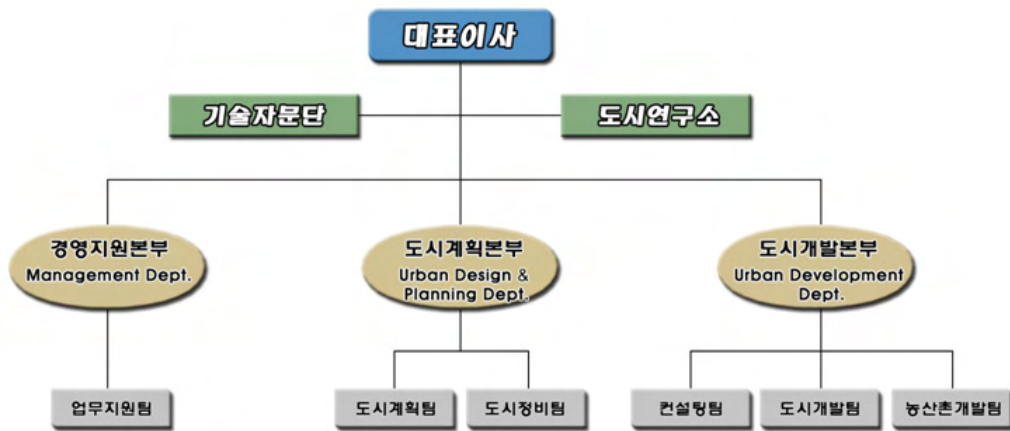 대표이사
기술자문단
도시연구소
경영지원본부
Management Dept.
도시계획본부
Urban Design &
Planning Dept.
도시개발본부
Urban Development
Dept.
업무지원팀
도시계획팀
도시정비팀
컨설팅팀
도시개발팀
농산촌개발팀